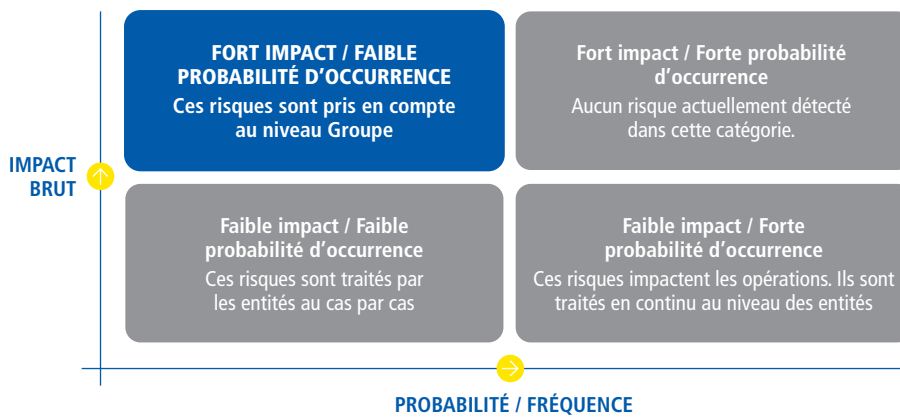 FORT IMPACT / FAIBLE
PROBABILITÉ D’OCCURRENCE
Ces risques sont pris en compte
au niveau Groupe
Fort impact / Forte probabilité
d’occurrence
Aucun risque actuellement détecté
dans cette catégorie.
IMPACT
BRUT
Faible impact / Faible
probabilité d’occurrence
Ces risques sont traités par
les entités au cas par cas
Faible impact / Forte
probabilité d’occurrence
Ces risques impactent les opérations. Ils sont
traités en continu au niveau des entités
PROBABILITÉ / FRÉQUENCE